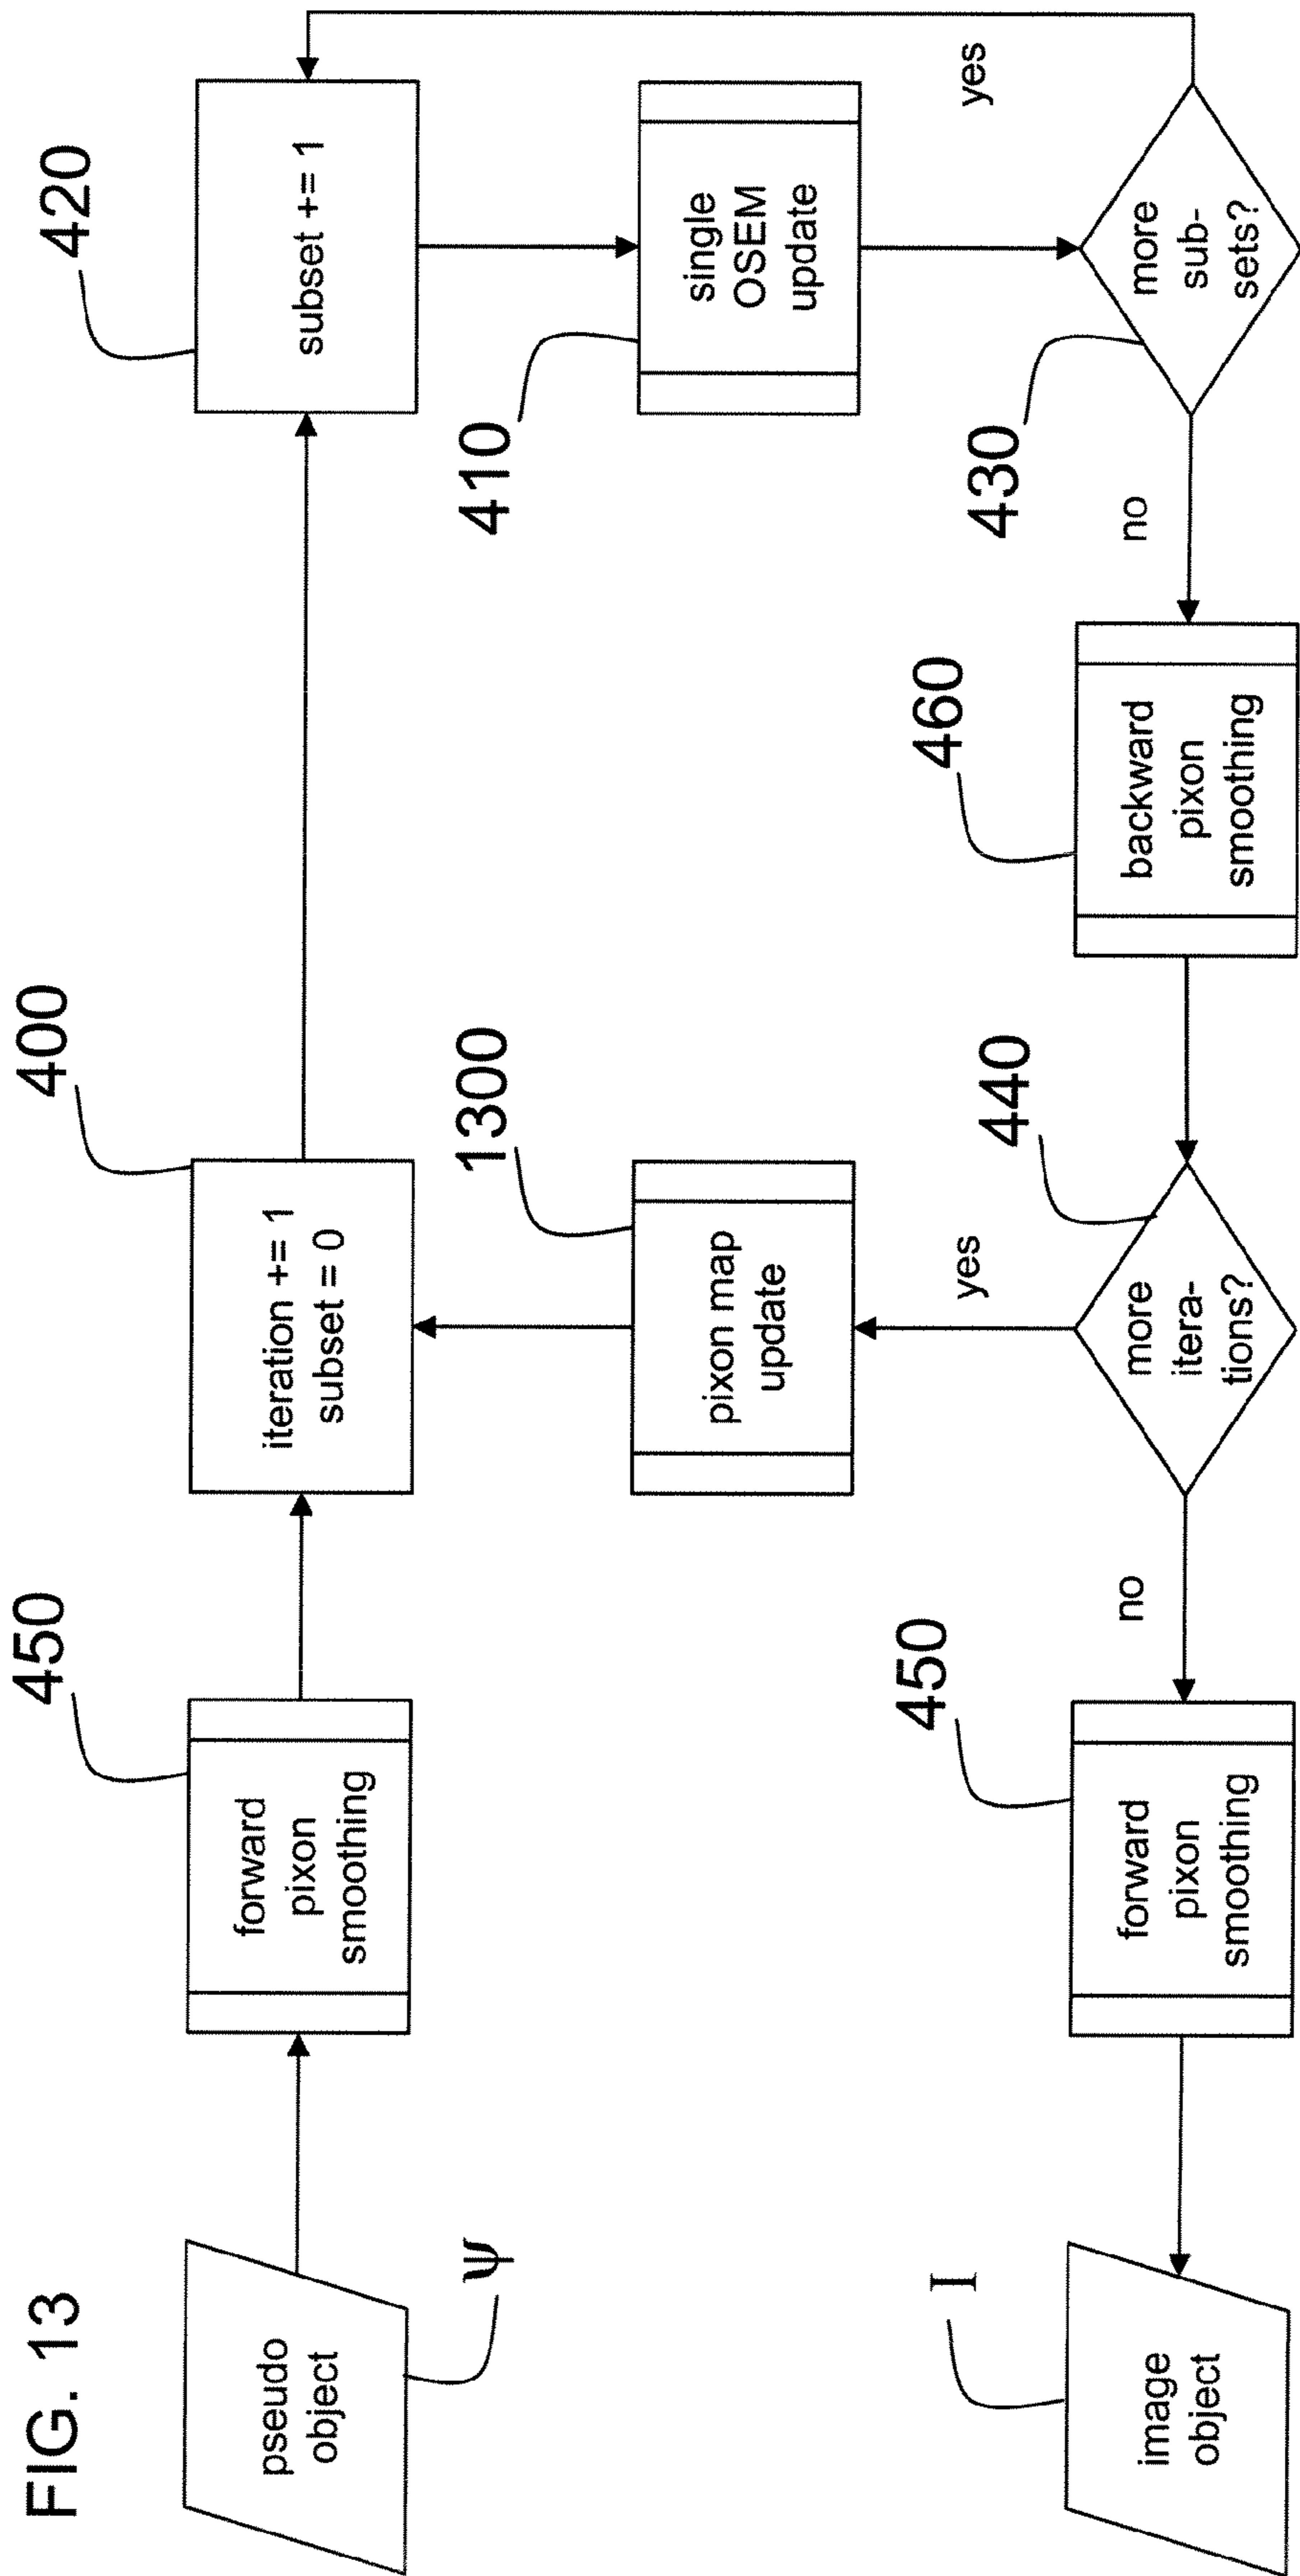 FIG. 13
pseudo
object
Ψ
450
forward
pixon
smoothing
400
iteration += 1
subset = 0
420
subset += 1
1300
pixon map
update
410
single
OSEM
update
yes
yes
I
image
object
450
forward
pixon
smoothing
no
440
more
itera-
tions?
460
backward
pixon
smoothing
no
430
more
sub-
sets?